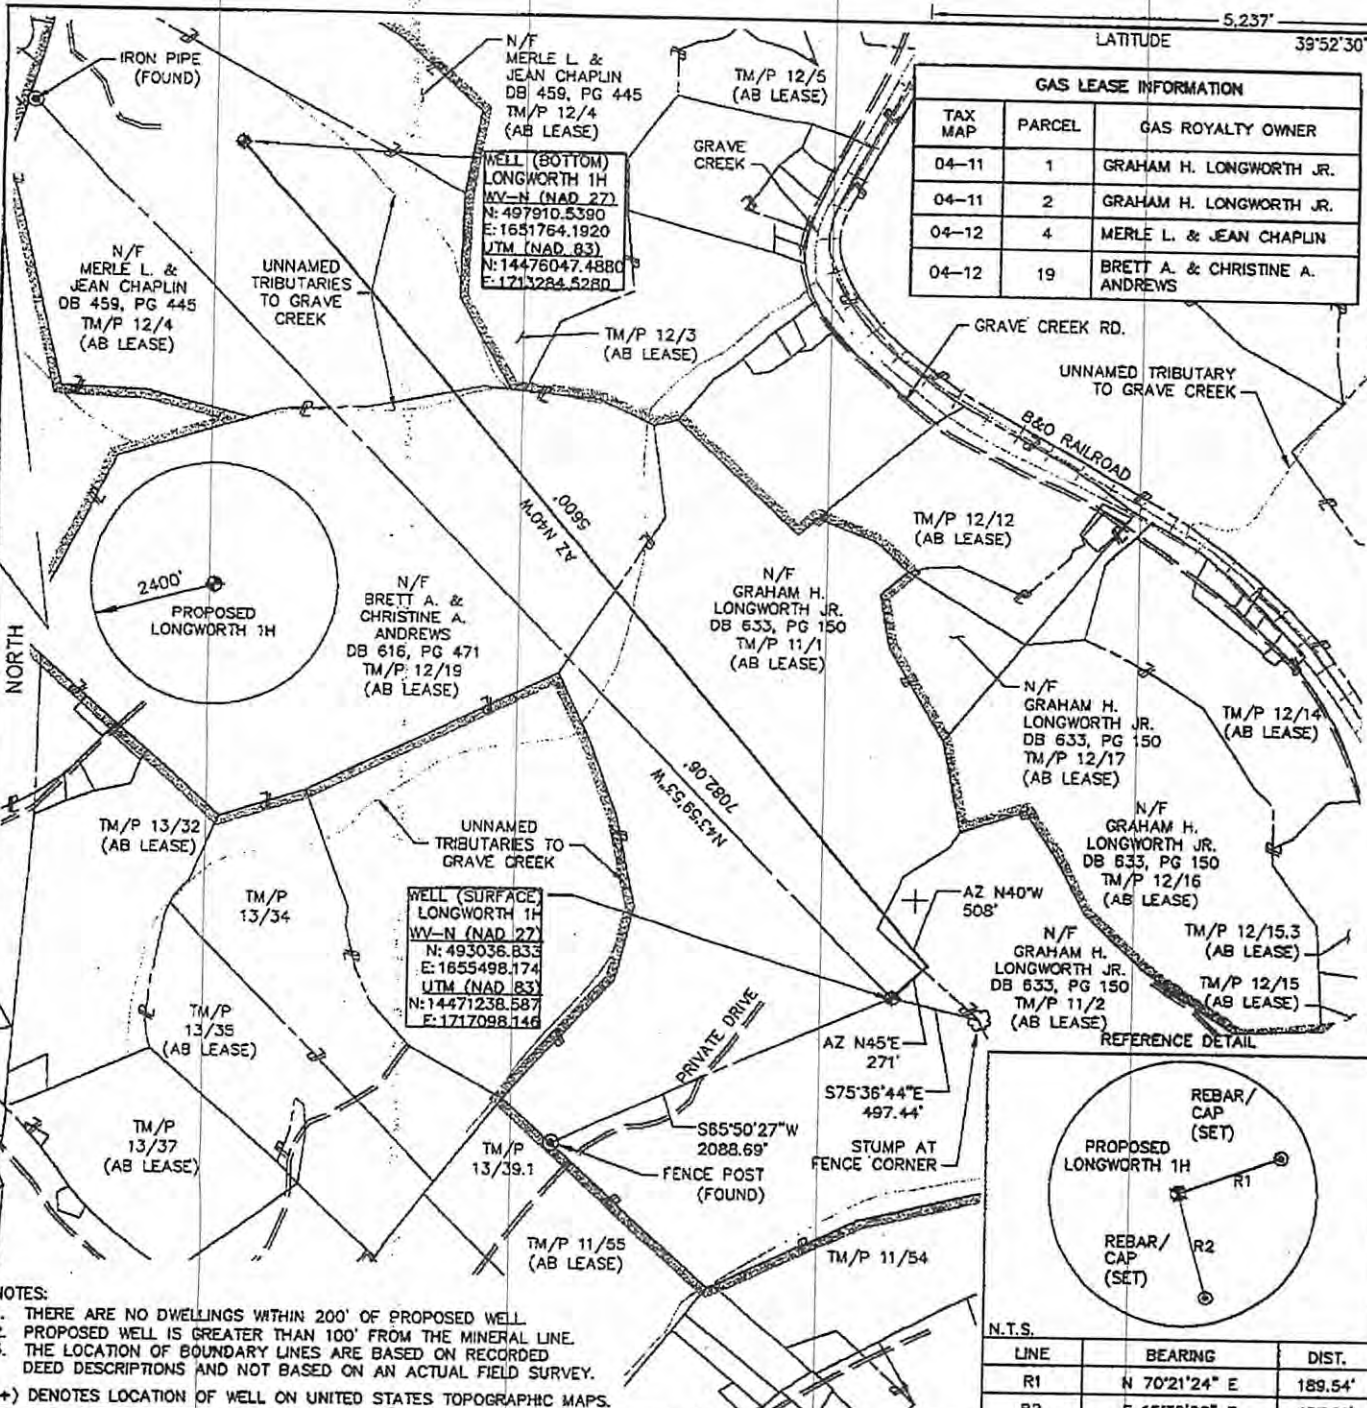 5,237'
LATITUDE 39°52'30"
IRON PIPE
(FOUND)
N/F
MERLE L. &
JEAN CHAPLIN
DB 459, PG 445
TM/P 12/4
(AB LEASE)
TM/P 12/5
(AB LEASE)
GRAVE
CREEK
GAS LEASE INFORMATION
TAX MAP PARCEL GAS ROYALTY OWNER
04-11 1 GRAHAM H. LONGWORTH JR.
04-11 2 GRAHAM H. LONGWORTH JR.
04-12 4 MERLE L. & JEAN CHAPLIN
04-12 19 BRETT A. & CHRISTINE A.
ANDREWS
WELL (BOTTOM)
LONGWORTH 1H
WV-N (NAD 27)
N: 497910.5390
E: 1651764.1920
UTM (NAD 83)
N: 14476047.4880
E: 1713284.5280
N/F
MERLE L. &
JEAN CHAPLIN
DB 459, PG 445
TM/P 12/4
(AB LEASE)
UNNAMED
TRIBUTARIES
TO GRAVE
CREEK
TM/P 12/3
(AB LEASE)
GRAVE CREEK RD.
UNNAMED TRIBUTARY
TO GRAVE CREEK
B&O RAILROAD
AZ N40°W
5600'
TM/P 12/12
(AB LEASE)
2400'
PROPOSED
LONGWORTH 1H
NORTH
N/F
BRETT A. &
CHRISTINE A.
ANDREWS
DB 616, PG 471
TM/P 12/19
(AB LEASE)
N/F
GRAHAM H.
LONGWORTH JR.
DB 633, PG 150
TM/P 11/1
(AB LEASE)
N/F
GRAHAM H.
LONGWORTH JR.
DB 633, PG 150
TM/P 12/17
(AB LEASE)
TM/P 12/14
(AB LEASE)
N43°59'53"W
7082.06'
TM/P 13/32
(AB LEASE)
UNNAMED
TRIBUTARIES TO
GRAVE CREEK
N/F
GRAHAM H.
LONGWORTH JR.
DB 633, PG 150
TM/P 12/16
(AB LEASE)
TM/P
13/34
WELL (SURFACE)
LONGWORTH 1H
WV-N (NAD 27)
N: 493036.833
E: 1655498.174
UTM (NAD 83)
N: 14471238.587
E: 1717098.146
AZ N40°W
508'
N/F
GRAHAM H.
LONGWORTH JR.
DB 633, PG 150
TM/P 11/2
(AB LEASE)
TM/P 12/15.3
(AB LEASE)
TM/P 12/15
(AB LEASE)
TM/P
13/35
(AB LEASE)
PRIVATE DRIVE
AZ N45°E
271'
S75°36'44"E
497.44'
REFERENCE DETAIL
TM/P
13/37
(AB LEASE)
TM/P
13/39.1
S65°50'27"W
2088.69'
FENCE POST
(FOUND)
STUMP AT
FENCE CORNER
REBAR/
CAP
(SET)
PROPOSED
LONGWORTH 1H
R1
REBAR/
CAP
(SET)
R2
TM/P 11/55
(AB LEASE)
TM/P 11/54
NOTES:
THERE ARE NO DWELLINGS WITHIN 200' OF PROPOSED WELL
PROPOSED WELL IS GREATER THAN 100' FROM THE MINERAL LINE.
THE LOCATION OF BOUNDARY LINES ARE BASED ON RECORDED
DEED DESCRIPTIONS AND NOT BASED ON AN ACTUAL FIELD SURVEY.
+) DENOTES LOCATION OF WELL ON UNITED STATES TOPOGRAPHIC MAPS.
N.T.S.
LINE BEARING DIST.
R1 N 70°21'24" E 189.54'